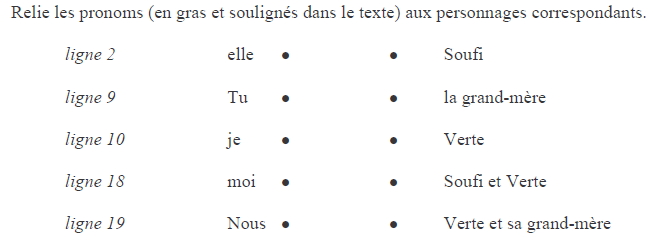 Relie les pronoms (en gras et soulignés dans le texte) aux personnages correspondants.
ligne 2 elle • • Soufi
ligne 9 Tu • • la grand-mère
ligne 10 je • • Verte
ligne 18 moi • • Soufi et Verte
ligne 19 Nous • • Verte et sa grand-mère